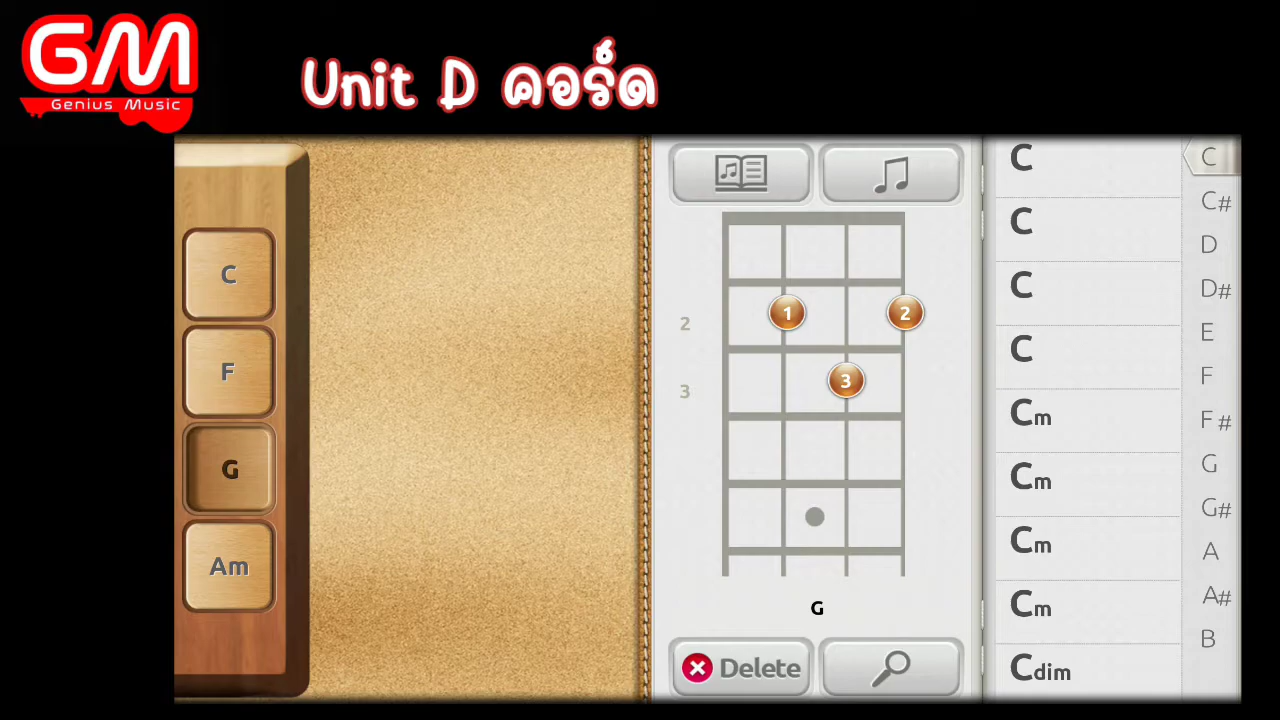 GM
Genius Music
Unit D คอร์ด
C
F
G
Am
2
3
1
2
3
G
Delete
C
C
C
C
Cm
Cm
Cm
Cm
Cdim
C
C#
D
D#
E
F
F#
G
G#
A
A#
B